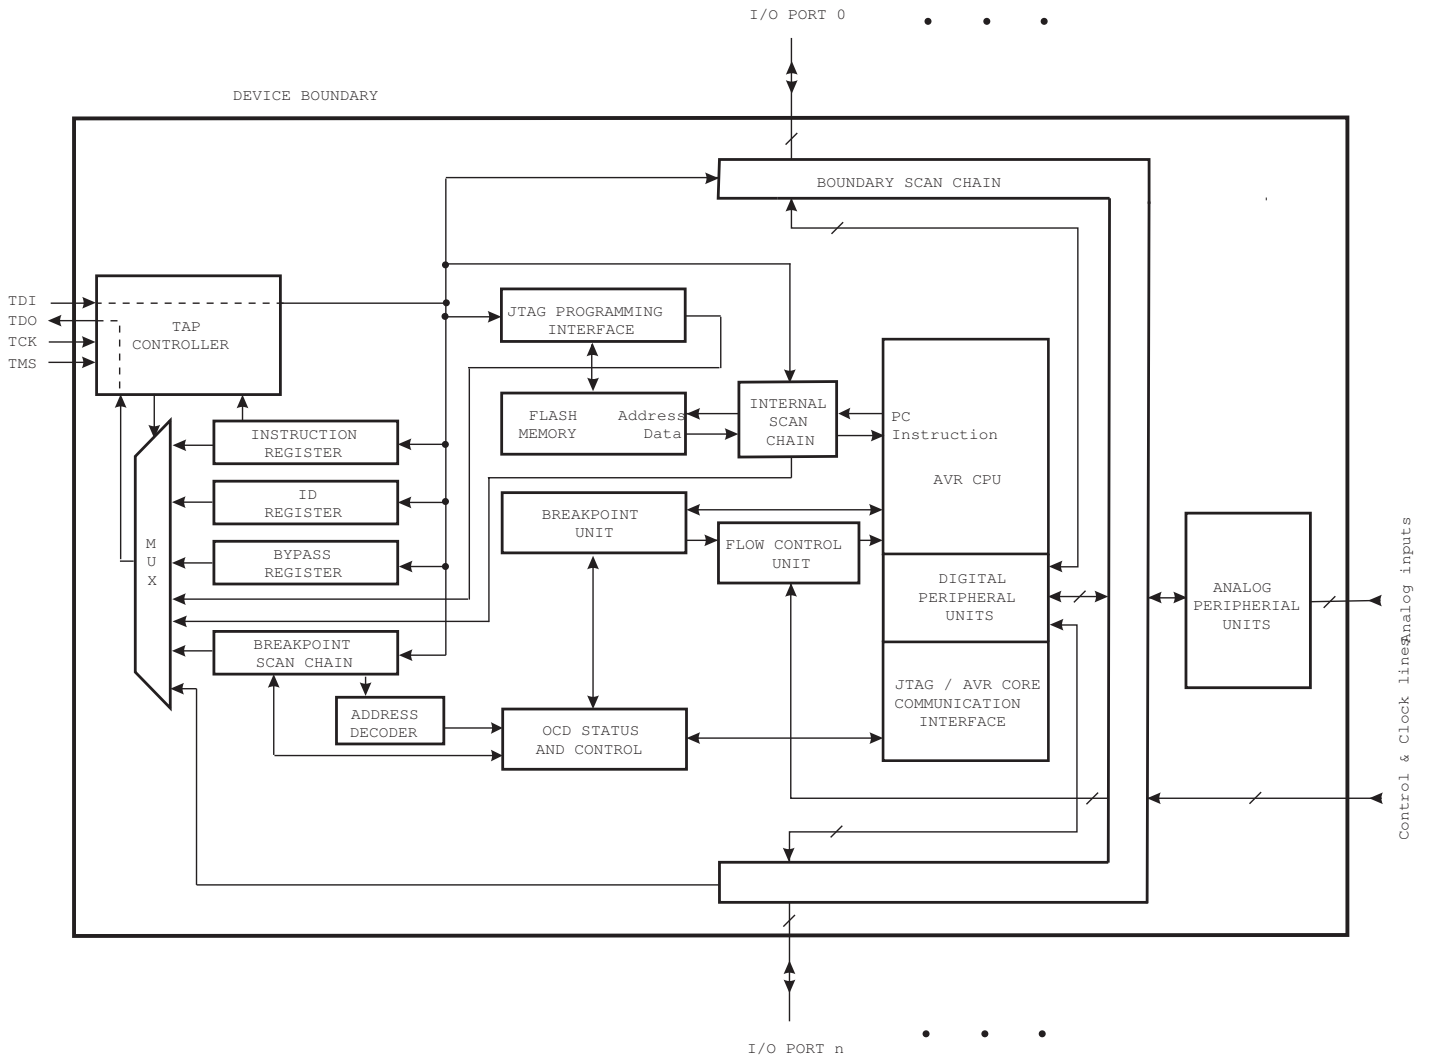 I/O PORT 0
DEVICE BOUNDARY
BOUNDARY SCAN CHAIN
TDI
TDO
TCK
TMS
TAP
CONTROLLER
JTAG PROGRAMMING
INTERFACE
FLASH
MEMORY
Address
Data
INTERNAL
SCAN
CHAIN
PC
Instruction
AVR CPU
INSTRUCTION
REGISTER
ID
REGISTER
M
U
X
BYPASS
REGISTER
BREAKPOINT
UNIT
FLOW CONTROL
UNIT
DIGITAL
PERIPHERAL
UNITS
ANALOG
PERIPHERIAL
UNITS
Analog inputs
BREAKPOINT
SCAN CHAIN
ADDRESS
DECODER
OCD STATUS
AND CONTROL
JTAG / AVR CORE
COMMUNICATION
INTERFACE
Control & Clock lines
I/O PORT n